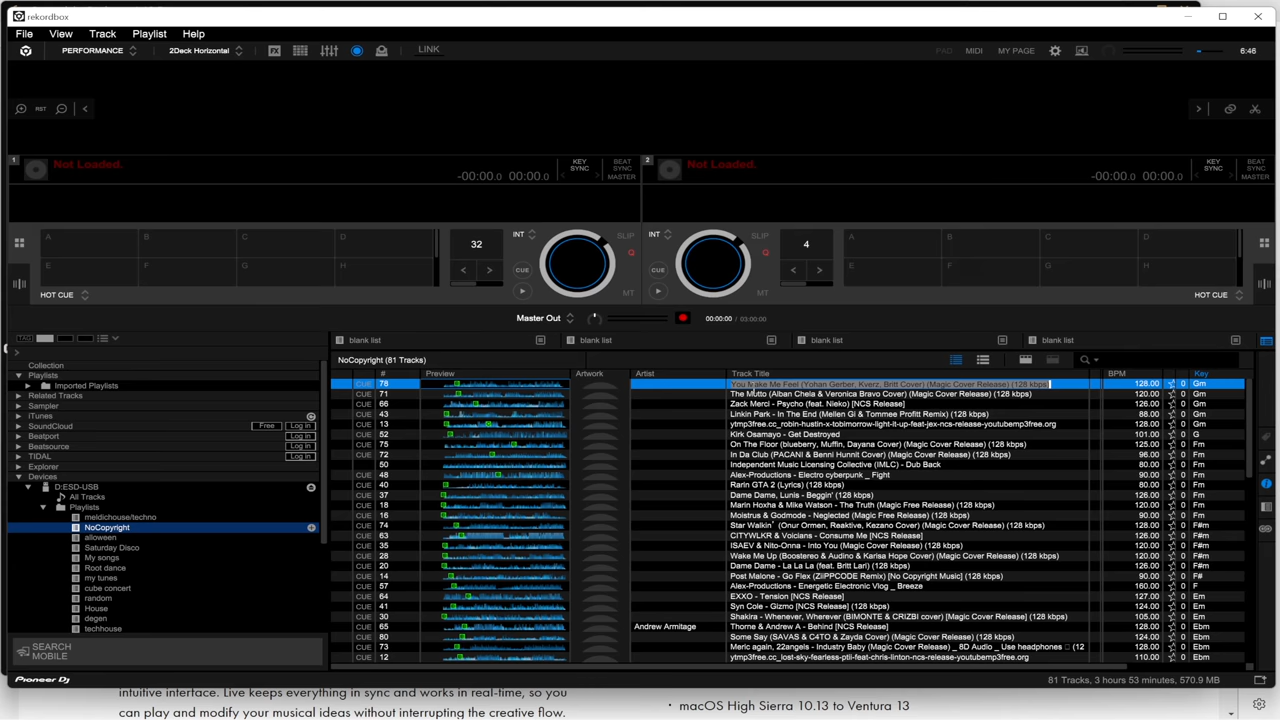 rekordbox
File View Track Playlist Help
PERFORMANCE 2Deck Horizontal FX LINK PAD MIDI MY PAGE 6:46
RST
1 Not Loaded. KEY SYNC BEAT SYNC MASTER
-00:00.0 00:00.0
2 Not Loaded. KEY SYNC BEAT SYNC MASTER
-00:00.0 00:00.0
A B C D 32 INT SLIP INT SLIP 4 A B C D
Q Q
E F G H CUE CUE E F G H
HOT CUE MT MT HOT CUE
Master Out 00:00:00 / 03:00:00
TAG
blank list blank list blank list blank list
NoCopyright (81 Tracks)
Collection
Playlists
Imported Playlists
Related Tracks
Sampler
iTunes
SoundCloud Free Log in
Beatport Log in
Beatsource Log in
TIDAL Log in
Explorer
Devices
D:ESD-USB
All Tracks
Playlists
meldichouse/techno
NoCopyright
alloween
Saturday Disco
My songs
Root dance
my tunes
cube concert
random
House
degen
techhouse
SEARCH MOBILE
# Preview Artwork Artist Track Title BPM Key
CUE 78 You Make Me Feel (Yohan Gerber, Kverz, Britt Cover) (Magic Cover Release) (128 kbps) 128.00 0 Gm
CUE 71 The Mutto (Alban Chela & Veronica Bravo Cover) (Magic Cover Release) (128 kbps) 120.00 0 Gm
CUE 66 Zack Merci - Psycho (feat. Nieko) [NCS Release] 126.00 0 Gm
CUE 43 Linkin Park - In The End (Mellen Gi & Tommee Profitt Remix) (128 kbps) 88.00 0 Gm
CUE 13 ytmp3free.cc_robin-hustin-x-tobimorrow-light-it-up-feat-jex-ncs-release-youtubemp3free.org 128.00 0 G
CUE 52 Kirk Osamayo - Get Destroyed 101.93 0 G
CUE 75 On The Floor (blueberry, Muffin, Dayana Cover) (Magic Cover Release) (128 kbps) 125.00 0 Fm
CUE 72 In Da Club (PACANI & Benni Hunnit Cover) (Magic Cover Release) (128 kbps) 96.00 0 Fm
CUE 50 Independent Music Licensing Collective (IMLC) - Dub Back 140.00 0 Fm
CUE 48 Alex-Productions - Electro cyberpunk _ Fight 100.00 0 Fm
CUE 40 Rarin GTA 2 (Lyrics) (128 kbps) 85.00 0 Fm
CUE 37 Dame Dame, Lunis - Beggin' (128 kbps) 126.00 0 Fm
CUE 18 Marin Hoxha & Mike Watson - The Truth (Magic Free Release) (128 kbps) 128.00 0 Fm
CUE 16 Moistrus & Godmode - Neglected (Magic Free Release) (128 kbps) 128.00 0 Fm
CUE 74 Star Walkin' (Onur Ormen, Reaktive, Kezano Cover) (Magic Cover Release) (128 kbps) 125.00 0 F#m
CUE 63 CITYWLKR & Voicians - Consume Me [NCS Release] 87.00 0 F#m
CUE 35 ISAEV & Nito-Onna - Into You (Magic Cover Release) (128 kbps) 128.00 0 F#m
CUE 28 Wake Me Up (Boostereo & Audino & Karisa Hope Cover) (Magic Cover Release) (128 kbps) 128.00 0 F#m
CUE 20 Dame Dame - La La La (feat. Britt Lari) (128 kbps) 126.00 0 F#m
CUE 14 Post Malone - Go Flex (ZiiPPCODE Remix) [No Copyright Music] (128 kbps) 128.00 0 F#m
CUE 57 Alex-Productions - Energetic Electronic Vlog _ Breeze 120.00 0 F
CUE 64 EXXO - Tension [NCS Release] 128.00 0 Em
CUE 41 Syn Cole - Gizmo [NCS Release] (128 kbps) 128.00 0 Em
CUE 30 Shakira - Whenever, Wherever (BIMONTE & CRIZBI cover) [Magic Cover Release] (128 kbps) 105.00 0 Em
CUE 65 Andrew Armitage Thorne & Andrew A - Behind [NCS Release] 128.00 0 Ebm
CUE 80 Some Say (SAVAS & C4TO & Zayda Cover) (Magic Cover Release) (128 kbps) 124.00 0 Ebm
CUE 73 Meric again, 22angels - Industry Baby (Magic Cover Release) _ 8D Audio _ Use headphones (12 150.00 0 Ebm
CUE 12 ytmp3free.cc_lost-sky-fearless-ptii-feat-chris-linton-ncs-release-youtubemp3free.org 110.00 0 Ebm
Pioneer Dj 81 Tracks, 3 hours 53 minutes, 570.9 MB
intuitive interface. Live keeps everything in sync and works in real-time, so you
can play and modify your musical ideas without interrupting the creative flow.
· macOS High Sierra 10.13 to Ventura 13